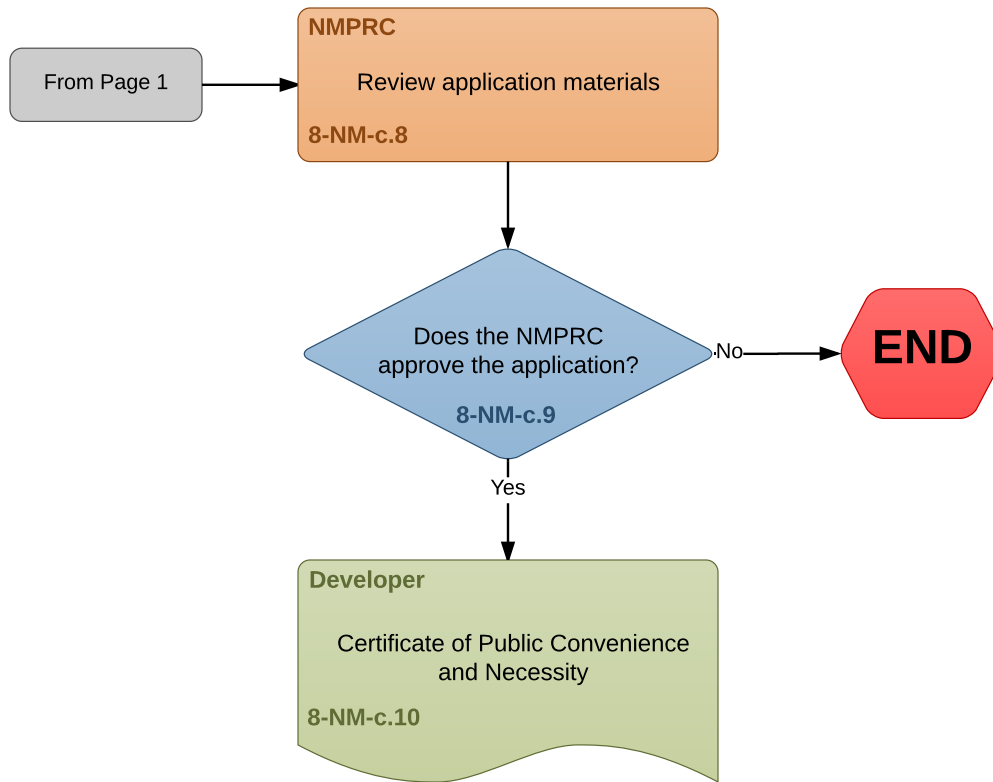 NMPRC
From Page 1
Review application materials
8-NM-c.8
Does the NMPRC
approve the application?
8-NM-c.9
No
END
Yes
Developer
Certificate of Public Convenience
and Necessity
8-NM-c.10